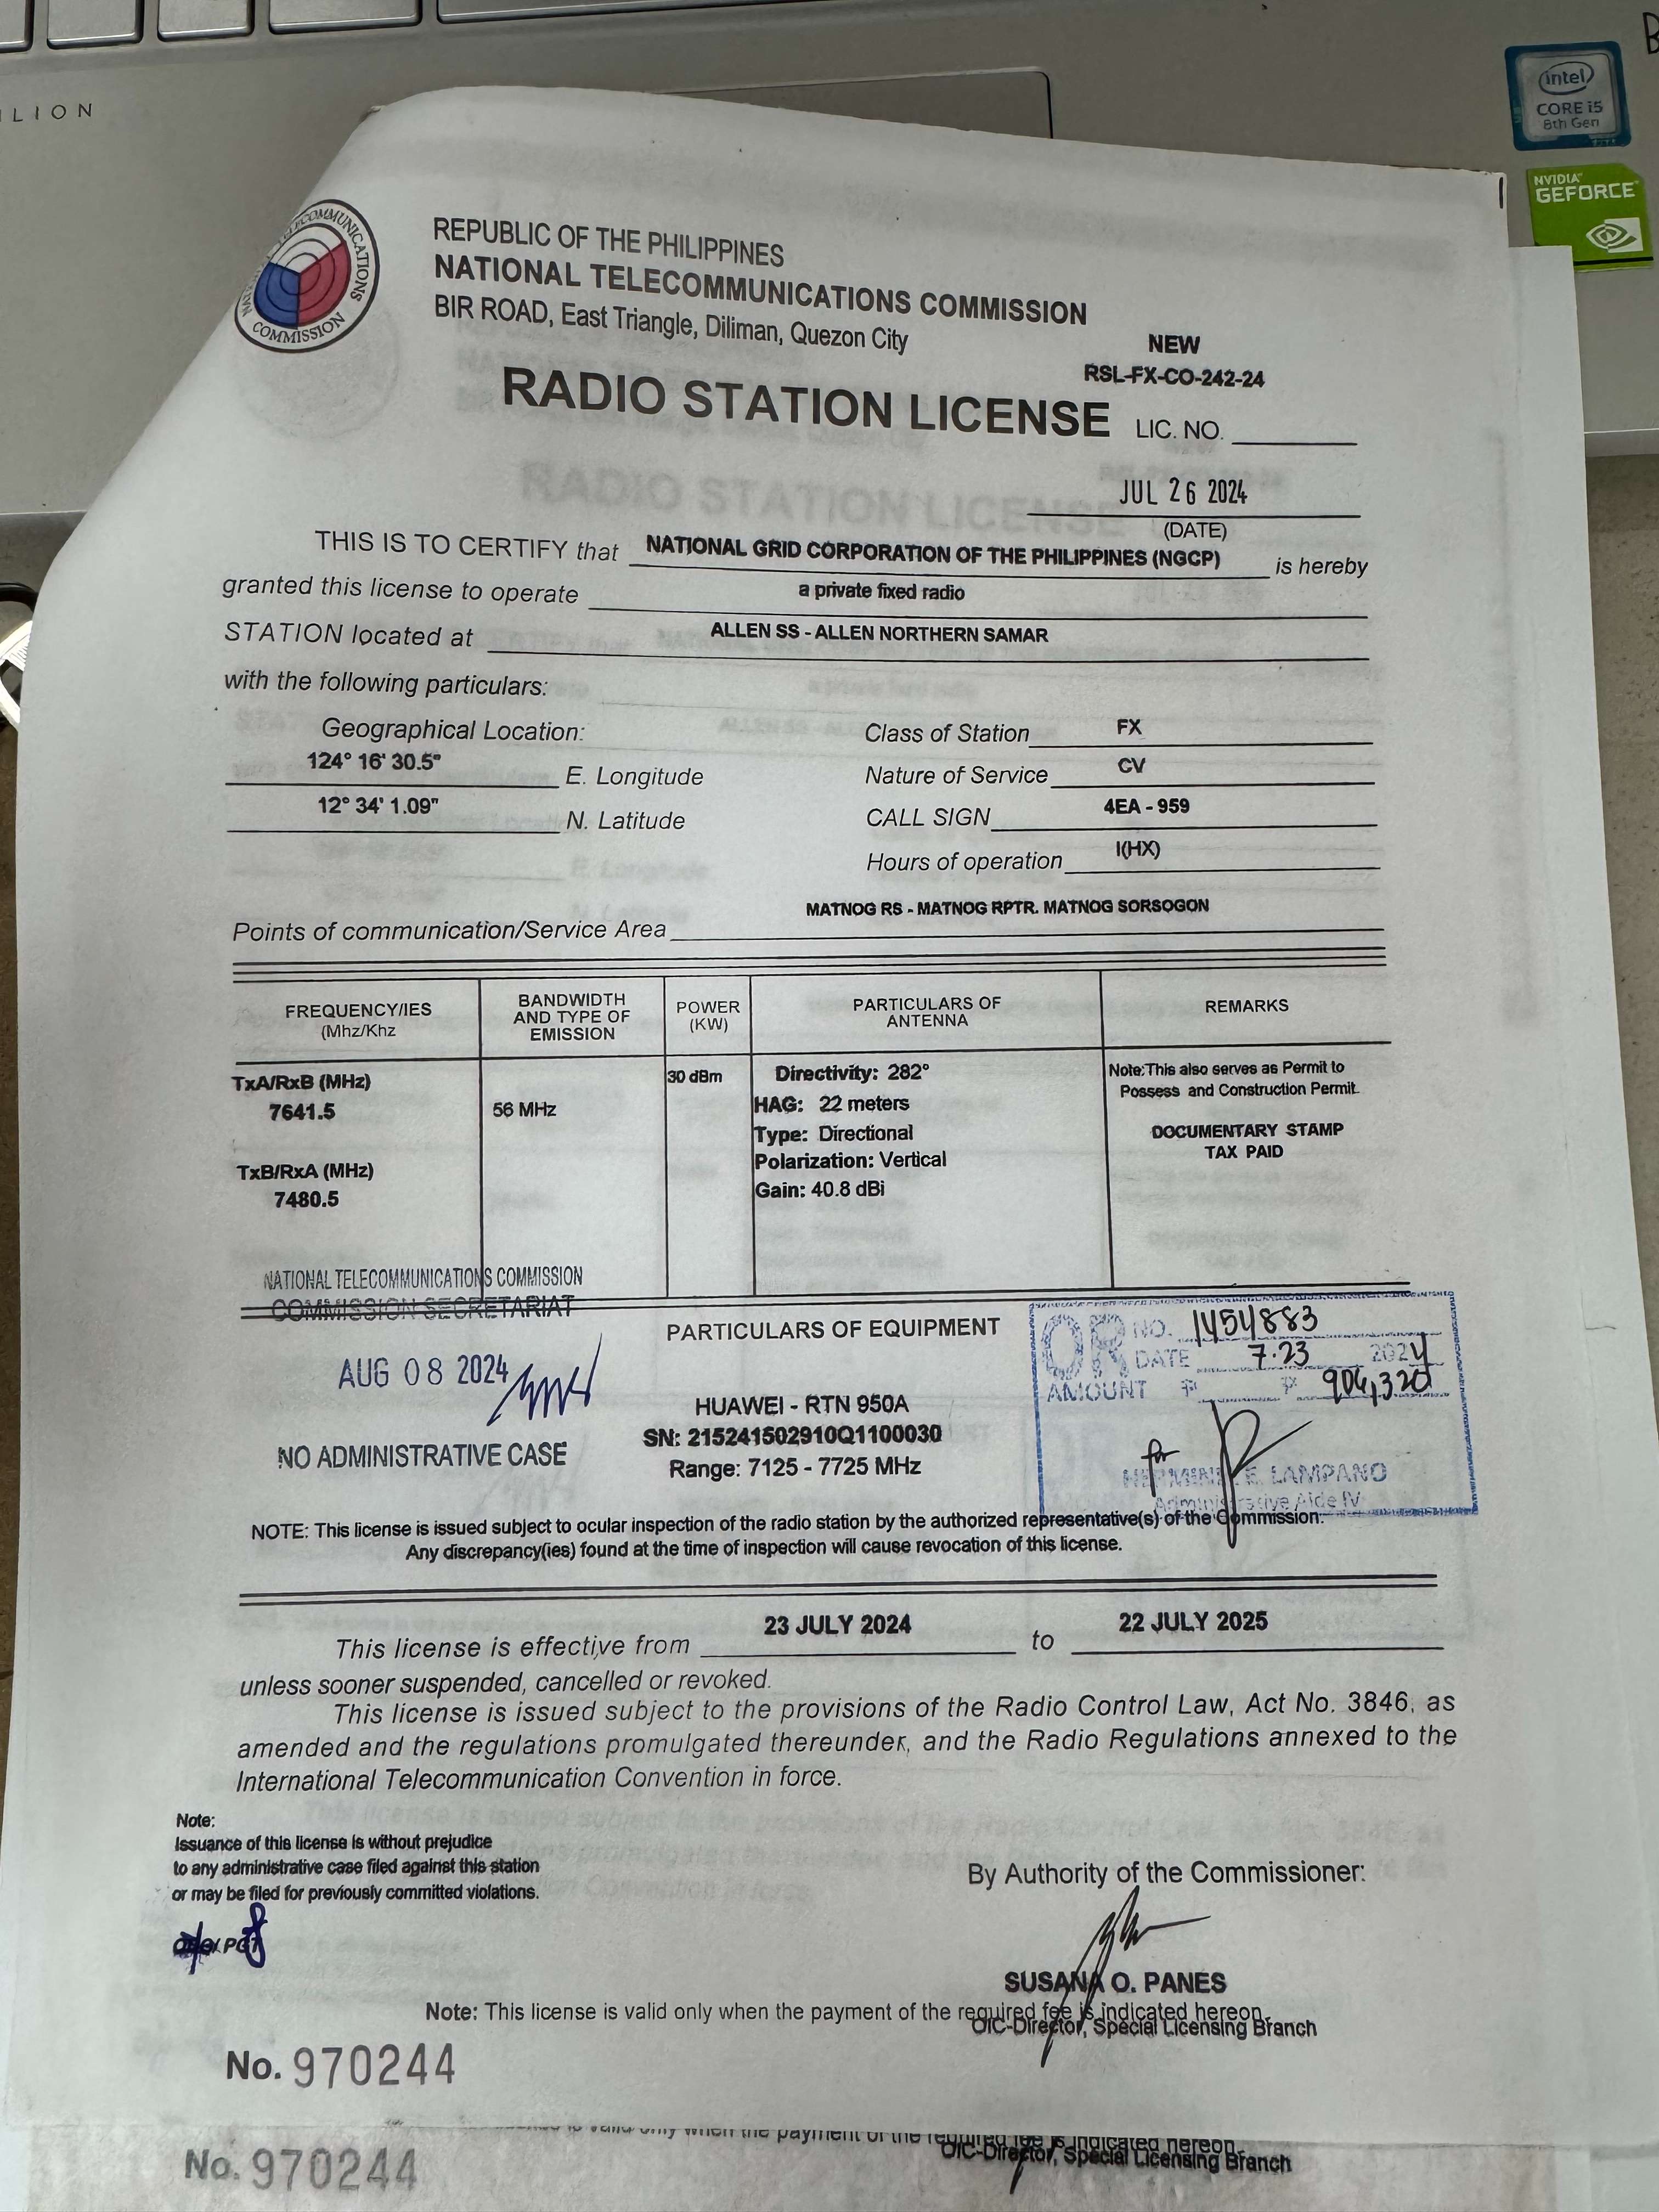 LION
intel
CORE i5
8th Gen
NVIDIA
GEFORCE
NATIONAL TELECOMMUNICATIONS COMMISSION
REPUBLIC OF THE PHILIPPINES
NATIONAL TELECOMMUNICATIONS COMMISSION
BIR ROAD, East Triangle, Diliman, Quezon City
NEW
RSL-FX-CO-242-24
RADIO STATION LICENSE LIC. NO.
JUL 26 2024
(DATE)
THIS IS TO CERTIFY that NATIONAL GRID CORPORATION OF THE PHILIPPINES (NGCP) is hereby
granted this license to operate a private fixed radio
STATION located at ALLEN SS - ALLEN NORTHERN SAMAR
with the following particulars:
Geographical Location:
124° 16' 30.5" E. Longitude
12° 34' 1.09" N. Latitude
Class of Station FX
Nature of Service CV
CALL SIGN 4EA - 959
Hours of operation I(HX)
Points of communication/Service Area MATNOG RS - MATNOG RPTR. MATNOG SORSOGON
FREQUENCY/IES
(Mhz/Khz
BANDWIDTH
AND TYPE OF
EMISSION
POWER
(KW)
PARTICULARS OF
ANTENNA
REMARKS
TxA/RxB (MHz)
7641.5
TxB/RxA (MHz)
7480.5
56 MHz
30 dBm
Directivity: 282°
HAG: 22 meters
Type: Directional
Polarization: Vertical
Gain: 40.8 dBi
Note:This also serves as Permit to
Possess and Construction Permit.
DOCUMENTARY STAMP
TAX PAID
NATIONAL TELECOMMUNICATIONS COMMISSION
COMMISSION SECRETARIAT
AUG 08 2024
NO ADMINISTRATIVE CASE
PARTICULARS OF EQUIPMENT
HUAWEI - RTN 950A
SN: 215241502910Q1100030
Range: 7125 - 7725 MHz
OR NO. 1454883
DATE 7.23 2024
AMOUNT ₱ ₱ 904,320
for
E. LAMPANO
Administrative Aide IV
NOTE: This license is issued subject to ocular inspection of the radio station by the authorized representative(s) of the Commission.
Any discrepancy(ies) found at the time of inspection will cause revocation of this license.
This license is effective from 23 JULY 2024 to 22 JULY 2025
unless sooner suspended, cancelled or revoked.
This license is issued subject to the provisions of the Radio Control Law, Act No. 3846, as
amended and the regulations promulgated thereunder, and the Radio Regulations annexed to the
International Telecommunication Convention in force.
Note:
Issuance of this license is without prejudice
to any administrative case filed against this station
or may be filed for previously committed violations.
By Authority of the Commissioner:
SUSANA O. PANES
Note: This license is valid only when the payment of the required fee is indicated hereon.
OIC-Director, Special Licensing Branch
No. 970244
is valid only when the payment of the required fee is indicated hereon.
OIC-Director, Special Licensing Branch
No. 970244